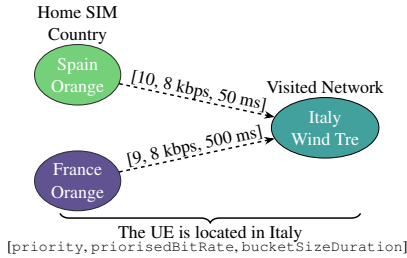 Home SIM
Country
Spain
Orange
[10, 8 kbps, 50 ms]
Visited Network
Italy
Wind Tre
[9, 8 kbps, 500 ms]
France
Orange
The UE is located in Italy
[priority, priorisedBitRate, bucketSizeDuration]